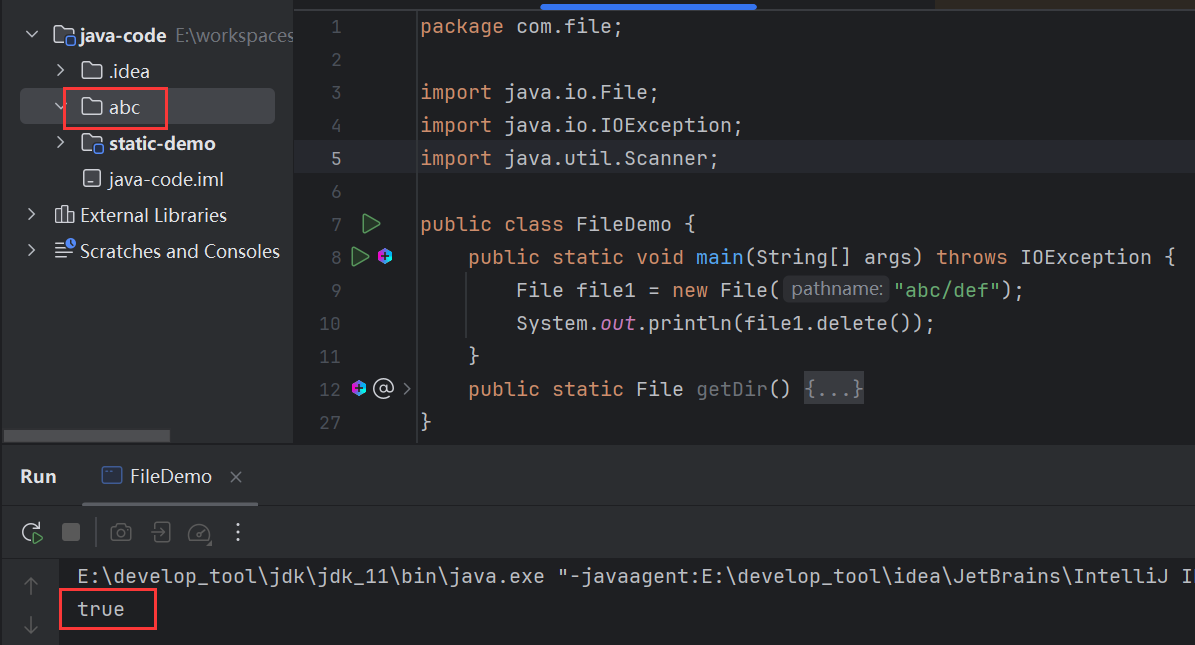 java-code E:\workspaces
.idea
abc
static-demo
java-code.iml
External Libraries
Scratches and Consoles
1 package com.file;
2
3 import java.io.File;
4 import java.io.IOException;
5 import java.util.Scanner;
6
7 public class FileDemo {
8 public static void main(String[] args) throws IOException {
9 File file1 = new File( pathname: "abc/def");
10 System.out.println(file1.delete());
11 }
12 public static File getDir() {...}
27 }
Run FileDemo
E:\develop_tool\jdk\jdk_11\bin\java.exe "-javaagent:E:\develop_tool\idea\JetBrains\IntelliJ I
true